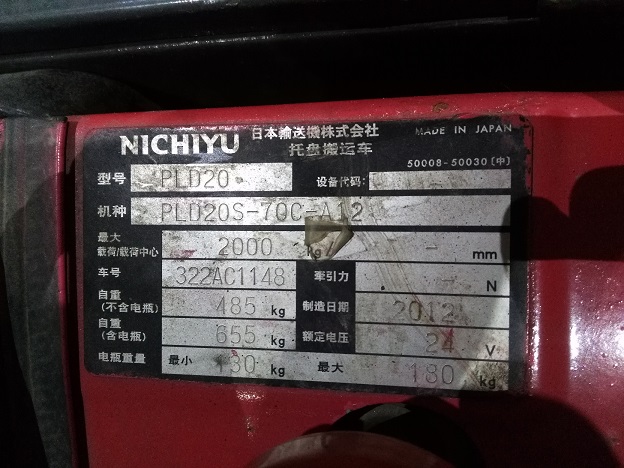 NICHIYU 日本輸送機株式会社 MADE IN JAPAN
托盘搬运车 50008-50030 [中]
型号 PLD20 设备代码:
机种 PLD20S-70C-A12
最大
载荷/载荷中心 2000 kg/ - mm
车号 322AC1148 牵引力 - N
自重
(不含电瓶) 485 kg 制造日期 2012
自重
(含电瓶) 655 kg 额定电压 24 V
电瓶重量 最小 130 kg 最大 180 kg